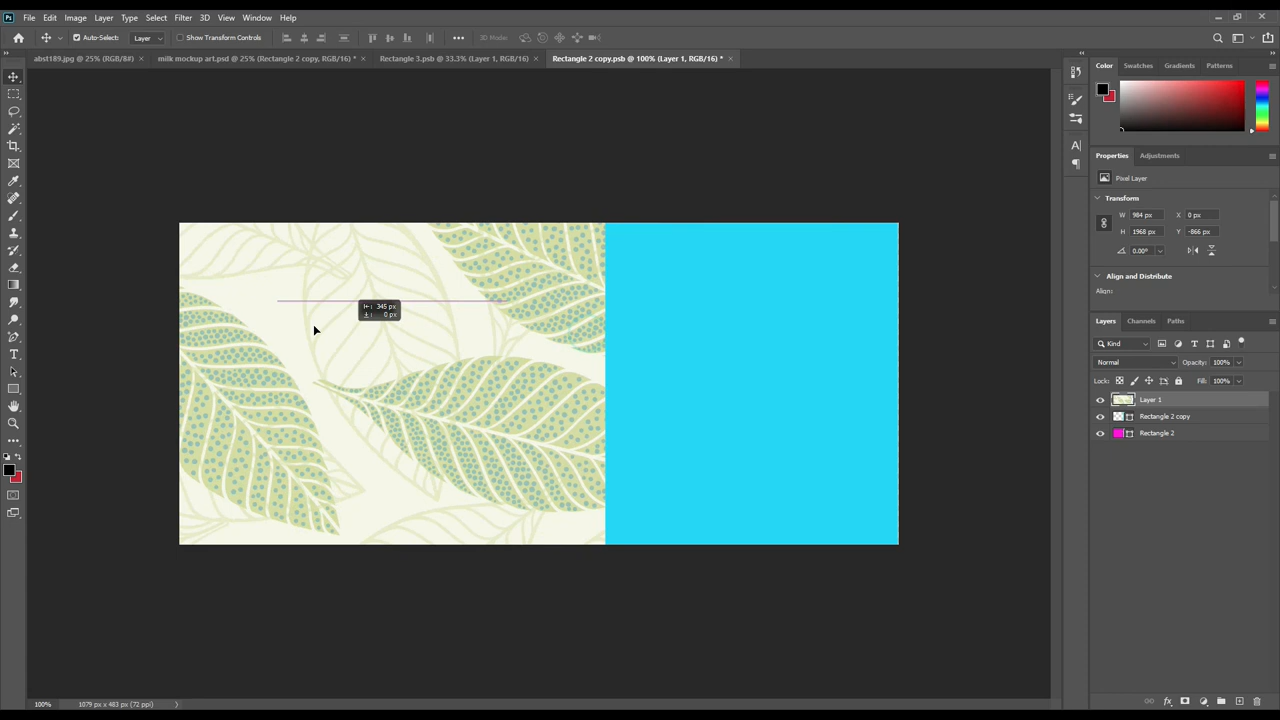 Ps File Edit Image Layer Type Select Filter 3D View Window Help
Auto-Select: Layer Show Transform Controls 3D Mode:
abst189.jpg @ 25% (RGB/8#) milk mockup art.psd @ 25% (Rectangle 2 copy, RGB/16) * Rectangle 3.psb @ 33.3% (Layer 1, RGB/16) Rectangle 2 copy.psb @ 100% (Layer 1, RGB/16) *
Color Swatches Gradients Patterns
Properties Adjustments
Pixel Layer
Transform
W 984 px X 0 px
H 1968 px Y -866 px
0.00°
Align and Distribute
Align:
345 px
0 px
Layers Channels Paths
Kind
Normal Opacity: 100%
Lock: Fill: 100%
Layer 1
Rectangle 2 copy
Rectangle 2
100% 1079 px x 483 px (72 ppi)